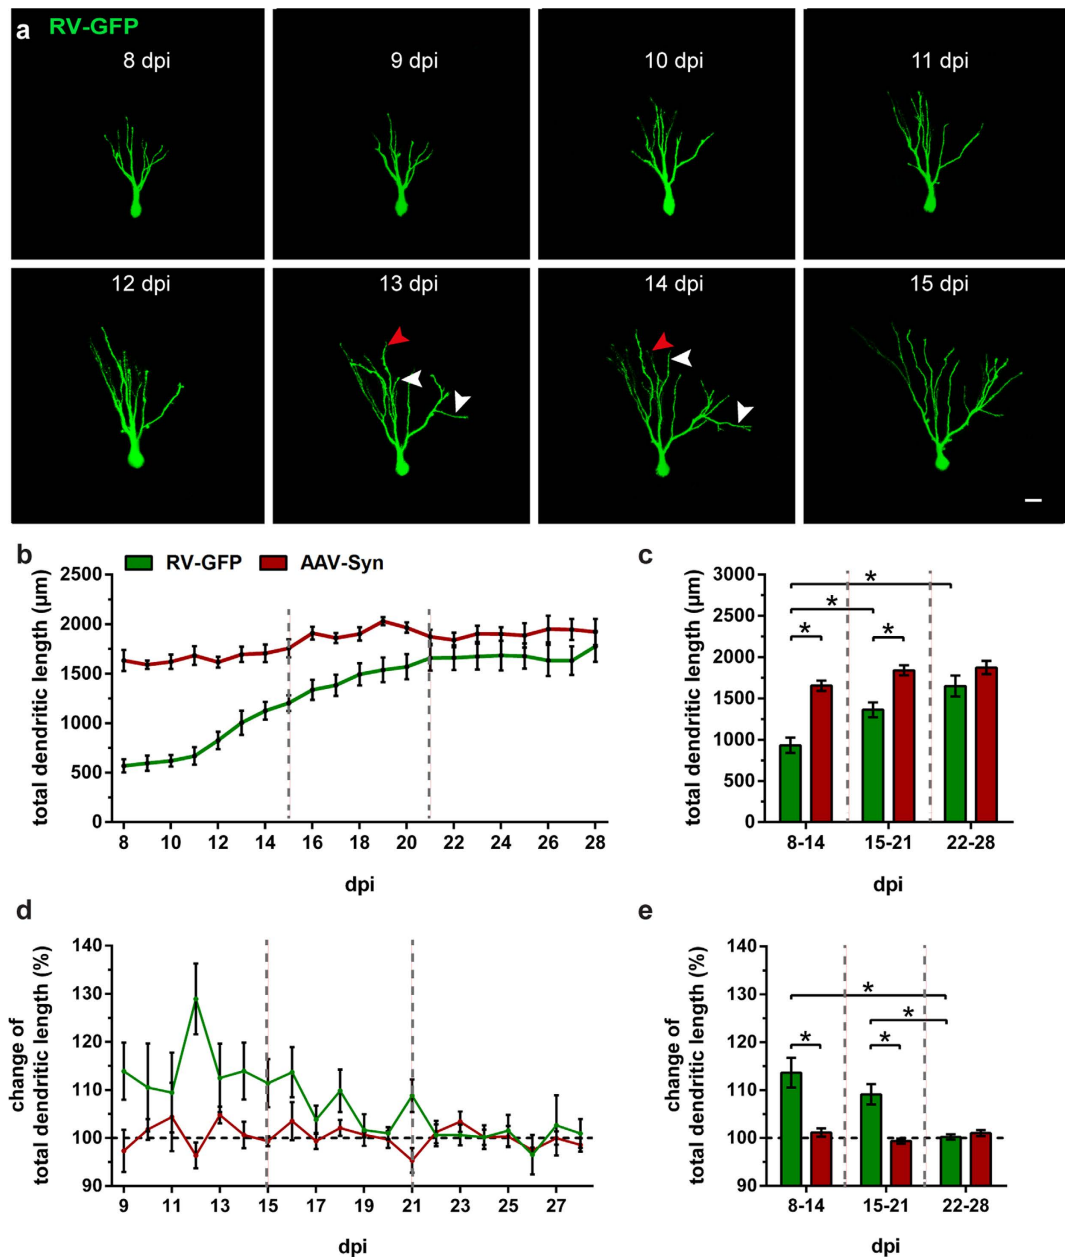 a RV-GFP
8 dpi 9 dpi 10 dpi 11 dpi
12 dpi 13 dpi 14 dpi 15 dpi
b RV-GFP AAV-Syn
total dendritic length (µm)
2500
2000
1500
1000
500
0
8 10 12 14 16 18 20 22 24 26 28
dpi
c
total dendritic length (µm)
3000
2500
2000
1500
1000
500
0
*
*
* *
8-14 15-21 22-28
dpi
d
change of
total dendritic length (%)
140
130
120
110
100
90
9 11 13 15 17 19 21 23 25 27
dpi
e
change of
total dendritic length (%)
140
130
120
110
100
90
*
*
* *
8-14 15-21 22-28
dpi